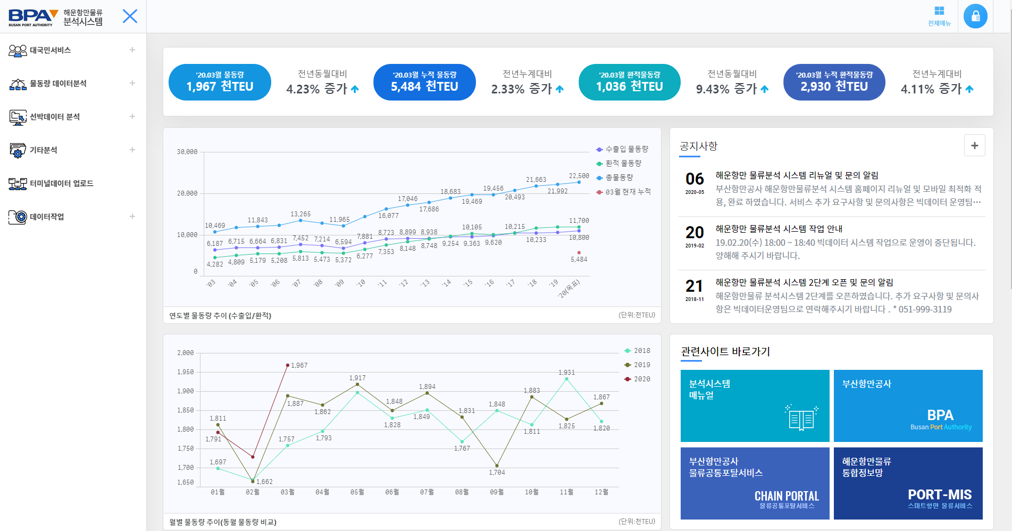 BPA
BUSAN PORT AUTHORITY
해운항만물류
분석시스템
전체메뉴
대국민서비스
물동량 데이터분석
선박데이터 분석
기타분석
터미널데이터 업로드
데이터작업
'20.03월 물동량
1,967 천TEU
전년동월대비
4.23% 증가
'20.03월 누적 물동량
5,484 천TEU
전년누계대비
2.33% 증가
'20.03월 환적물동량
1,036 천TEU
전년동월대비
9.43% 증가
'20.03월 누적 환적물동량
2,930 천TEU
전년누계대비
4.11% 증가
30,000
20,000
10,000
0
수출입 물동량
환적 물동량
총물동량
03월 현재 누적
10,469 11,843 13,265 11,965 16,077 17,046 17,686 18,683 19,469 19,456 20,493 21,663 21,992 22,500
6,187 6,715 6,664 6,831 7,452 7,214 6,594 7,881 8,723 8,899 8,938 9,254 9,363 9,620 10,233 10,800
4,282 4,809 5,179 5,208 5,813 5,473 5,372 6,277 7,353 8,148 8,748 10,105 10,215 11,700
5,484
'03 '04 '05 '06 '07 '08 '09 '10 '11 '12 '13 '14 '15 '16 '17 '18 '19 '20(목표)
연도별 물동량 추이 (수출입/환적)
(단위:천TEU)
공지사항
06
2020-05
해운항만 물류분석 시스템 리뉴얼 및 문의 알림
부산항만공사 해운항만물류분석 시스템 홈페이지 리뉴얼 및 모바일 최적화 적
용, 완료 하였습니다. 서비스 추가 요구사항 및 문의사항은 빅데이터 운영팀…
20
2019-02
해운항만 물류분석 시스템 작업 안내
19.02.20(수) 18:00 ~ 18:40 빅데이터 시스템 작업으로 운영이 중단됩니다.
양해해 주시기 바랍니다.
21
2018-11
해운항만 물류분석 시스템 2단계 오픈 및 문의 알림
해운항만물류 분석시스템 2단계를 오픈하였습니다. 추가 요구사항 및 문의사
항은 빅데이터운영팀으로 연락해주시기 바랍니다 . * 051-999-3119
2,000
1,950
1,900
1,850
1,800
1,750
1,700
1,650
2018
2019
2020
1,811 1,791 1,697
1,662
1,967 1,887 1,757
1,862 1,793
1,917
1,848 1,828
1,894 1,849
1,831 1,767
1,848 1,704
1,883 1,811
1,931 1,825
1,867 1,820
01월 02월 03월 04월 05월 06월 07월 08월 09월 10월 11월 12월
월별 물동량 추이(동월 물동량 비교)
(단위:천TEU)
관련사이트 바로가기
분석시스템
매뉴얼
부산항만공사
BPA
Busan Port Authority
부산항만공사
물류공통포탈서비스
CHAIN PORTAL
물류공통포탈서비스
해운항만물류
통합정보망
PORT-MIS
스마트항만 물류서비스